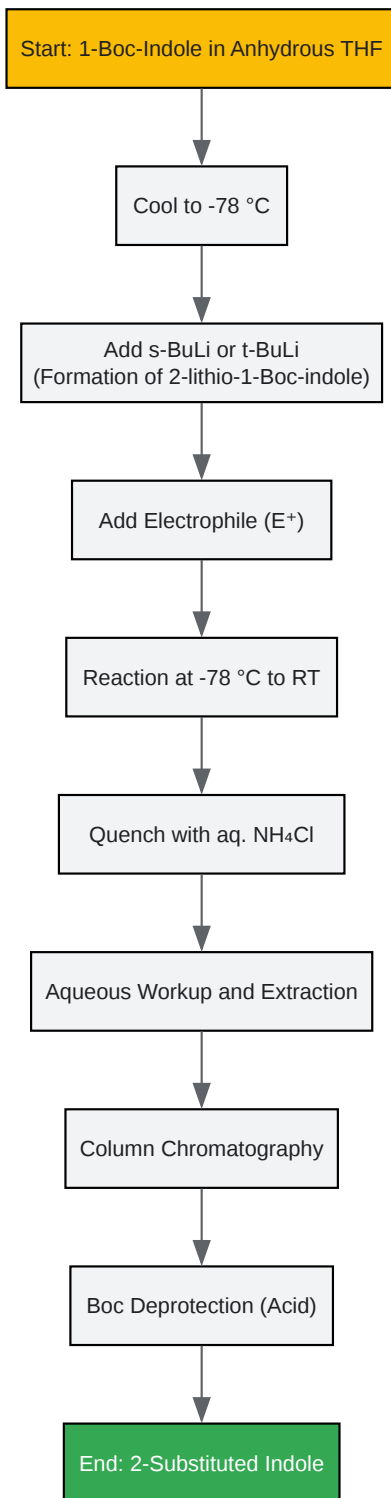 Start: 1-Boc-Indole in Anhydrous THF
Cool to -78 °C
Add s-BuLi or t-BuLi
(Formation of 2-lithio-1-Boc-indole)
Add Electrophile (E⁺)
Reaction at -78 °C to RT
Quench with aq. NH₄Cl
Aqueous Workup and Extraction
Column Chromatography
Boc Deprotection (Acid)
End: 2-Substituted Indole